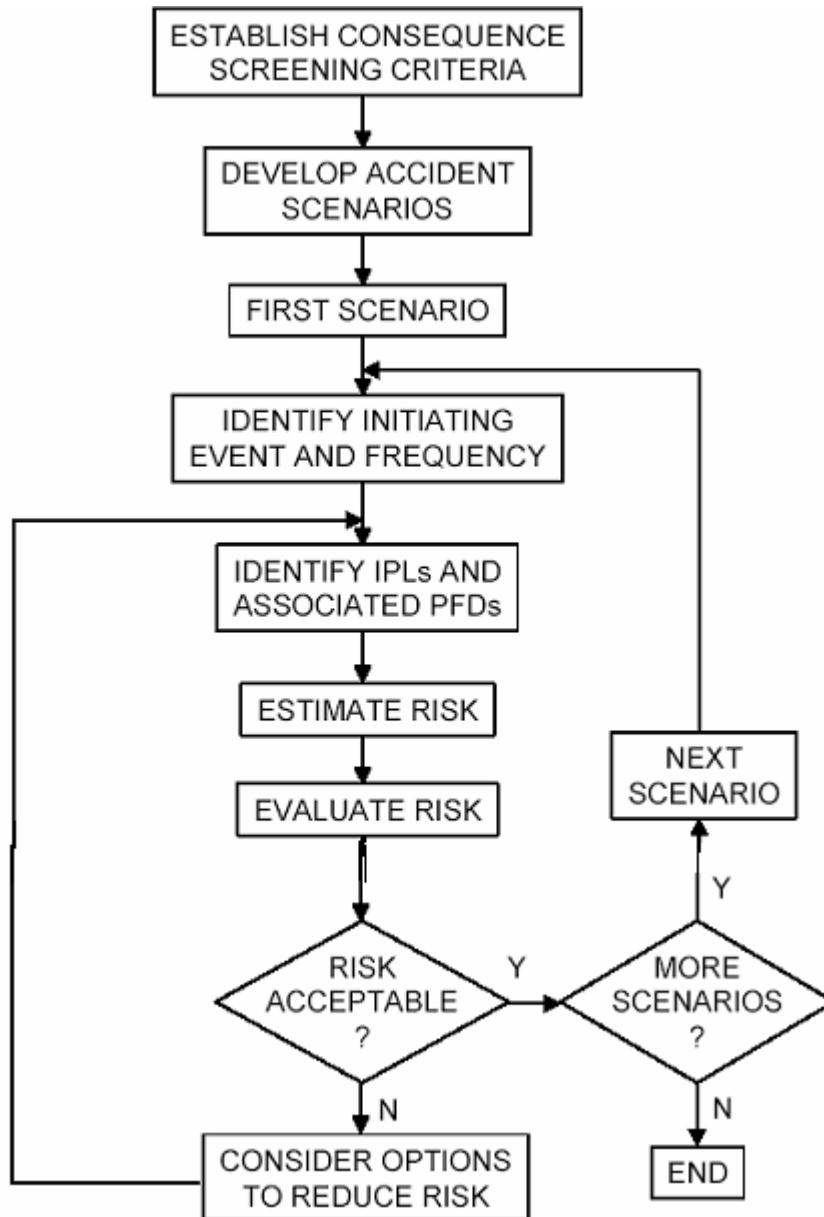 ESTABLISH CONSEQUENCE
SCREENING CRITERIA
DEVELOP ACCIDENT
SCENARIOS
FIRST SCENARIO
IDENTIFY INITIATING
EVENT AND FREQUENCY
IDENTIFY IPLs AND
ASSOCIATED PFDs
ESTIMATE RISK
EVALUATE RISK
RISK
ACCEPTABLE
?
Y
N
CONSIDER OPTIONS
TO REDUCE RISK
NEXT
SCENARIO
Y
MORE
SCENARIOS
?
N
END